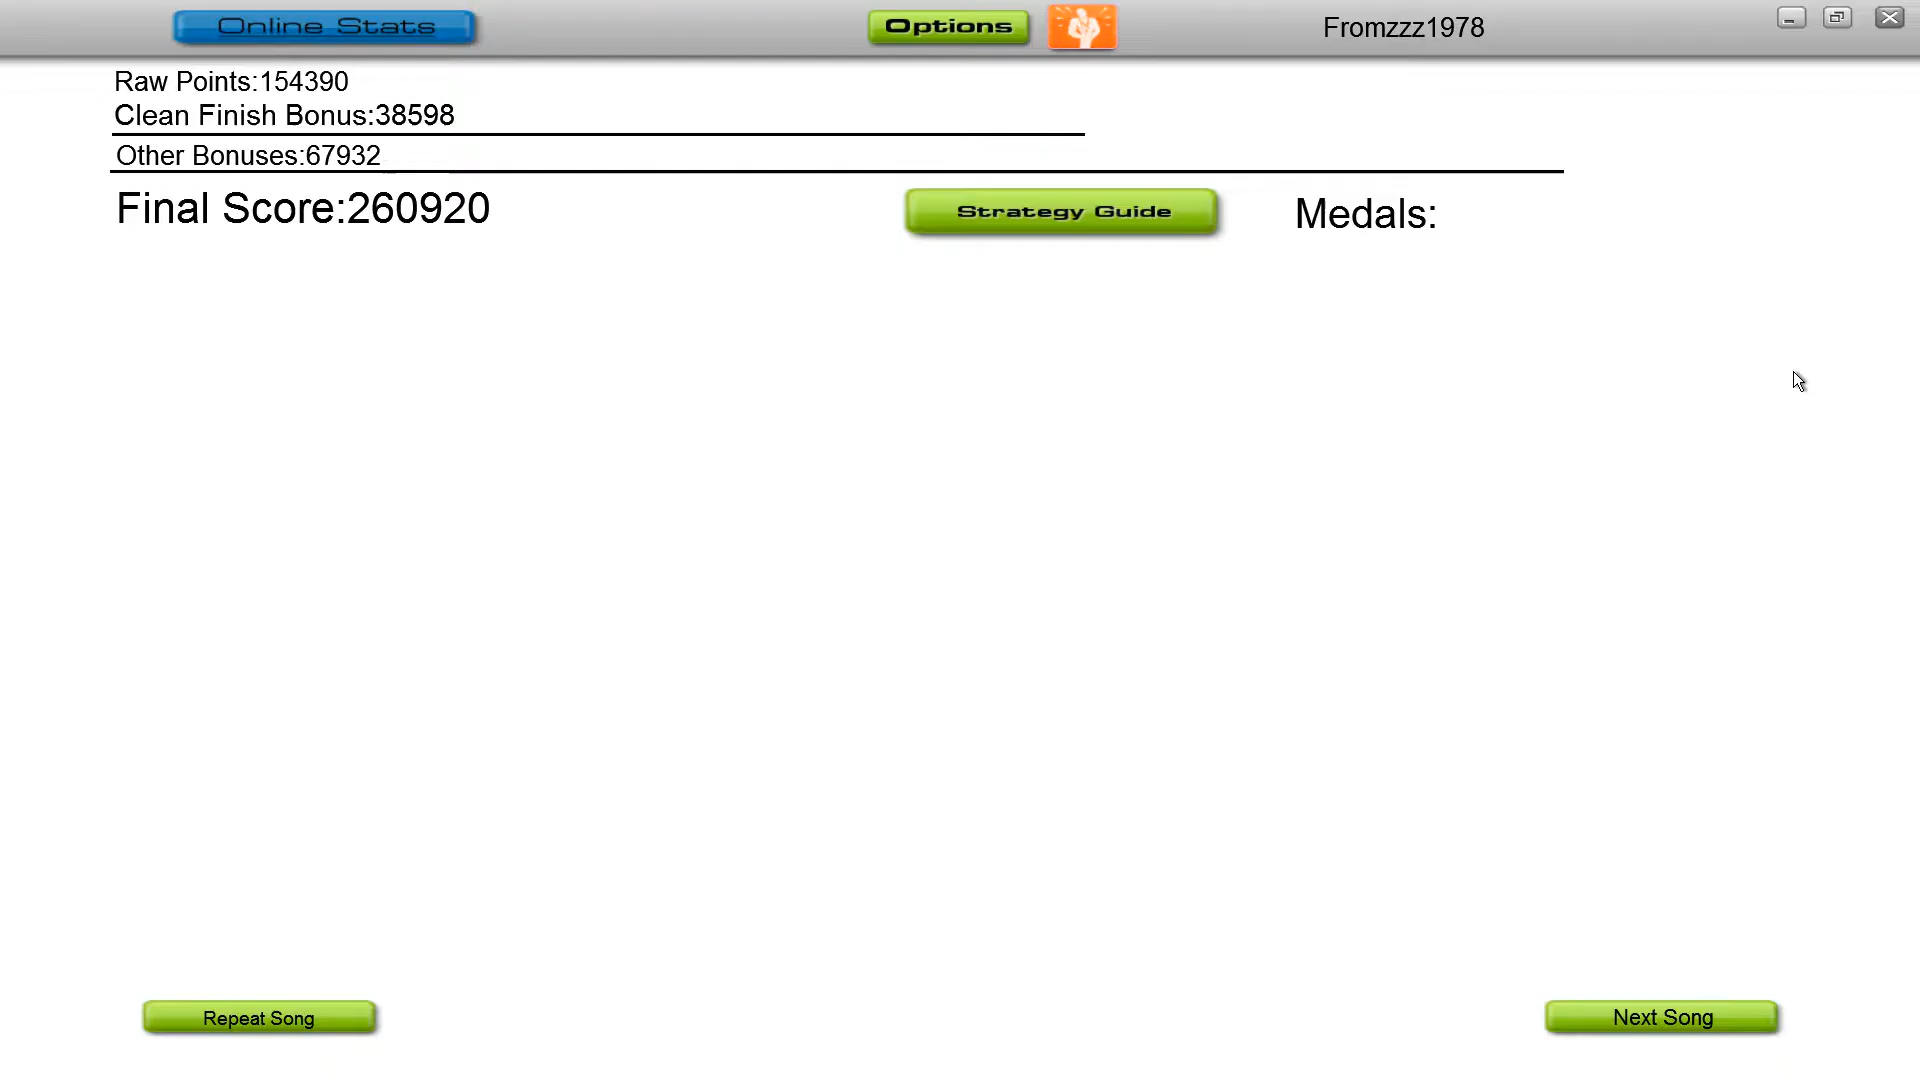 Online Stats
Options
Fromzzz1978
Raw Points:154390
Clean Finish Bonus:38598
Other Bonuses:67932
Final Score:260920
Strategy Guide
Medals:
Repeat Song
Next Song